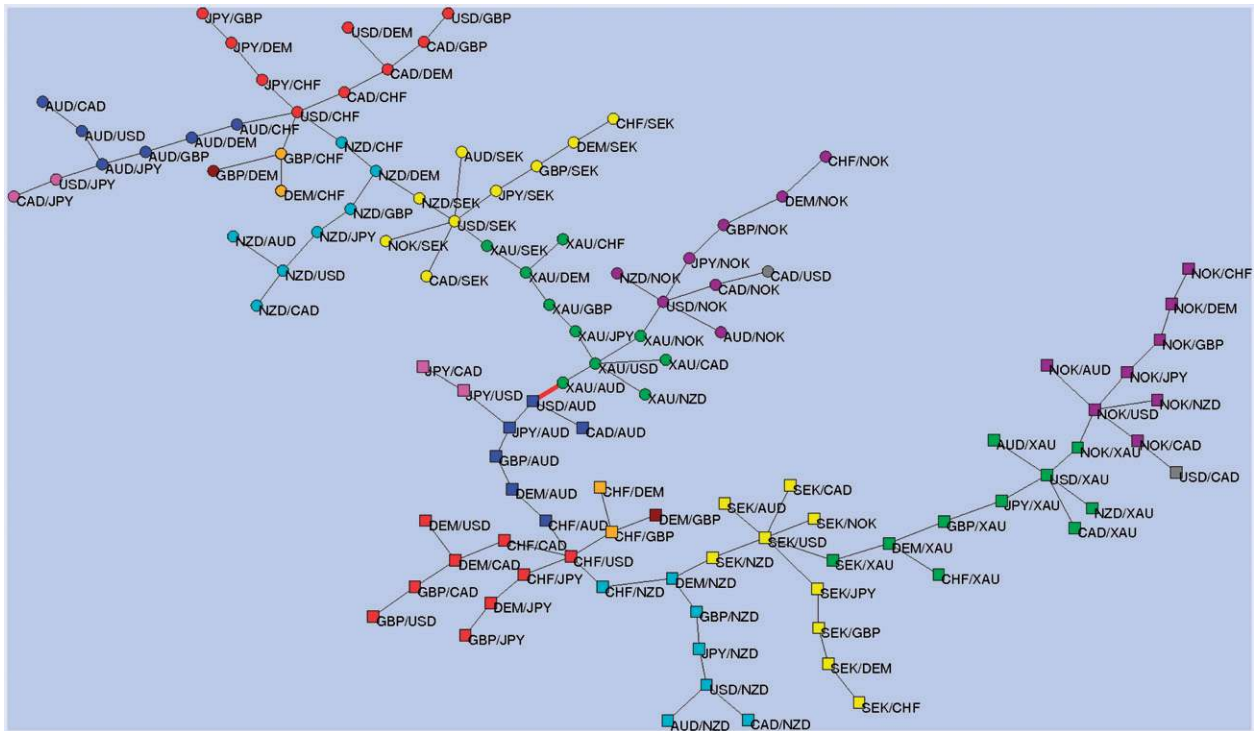 JPY/GBP
USD/GBP
USD/DEM
JPY/DEM
CAD/GBP
CAD/DEM
JPY/CHF
CAD/CHF
AUD/CAD
USD/CHF
CHF/SEK
AUD/CHF
AUD/USD
AUD/DEM
NZD/CHF
DEM/SEK
AUD/GBP
GBP/CHF
AUD/SEK
CHF/NOK
AUD/JPY
GBP/DEM
NZD/DEM
GBP/SEK
USD/JPY
DEM/CHF
JPY/SEK
CAD/JPY
NZD/SEK
DEM/NOK
NZD/GBP
USD/SEK
GBP/NOK
NZD/AUD
NZD/JPY
NOK/SEK
XAU/SEK
XAU/CHF
JPY/NOK
NZD/USD
CAD/SEK
XAU/DEM
NZD/NOK
CAD/USD
NOK/CHF
CAD/NOK
NZD/CAD
XAU/GBP
USD/NOK
NOK/DEM
XAU/JPY
XAU/NOK
AUD/NOK
NOK/GBP
XAU/USD
XAU/CAD
JPY/CAD
NOK/AUD
NOK/JPY
XAU/AUD
JPY/USD
XAU/NZD
USD/AUD
NOK/NZD
NOK/USD
JPY/AUD
CAD/AUD
AUD/XAU
NOK/XAU
NOK/CAD
GBP/AUD
USD/XAU
USD/CAD
DEM/AUD
CHF/DEM
SEK/CAD
SEK/AUD
JPY/XAU
NZD/XAU
DEM/USD
CHF/AUD
DEM/GBP
SEK/NOK
GBP/XAU
CAD/XAU
CHF/CAD
CHF/GBP
SEK/USD
DEM/XAU
DEM/CAD
CHF/USD
SEK/NZD
SEK/XAU
CHF/JPY
CHF/XAU
GBP/CAD
CHF/NZD
DEM/NZD
SEK/JPY
DEM/JPY
GBP/USD
GBP/NZD
GBP/JPY
SEK/GBP
JPY/NZD
SEK/DEM
USD/NZD
SEK/CHF
AUD/NZD
CAD/NZD